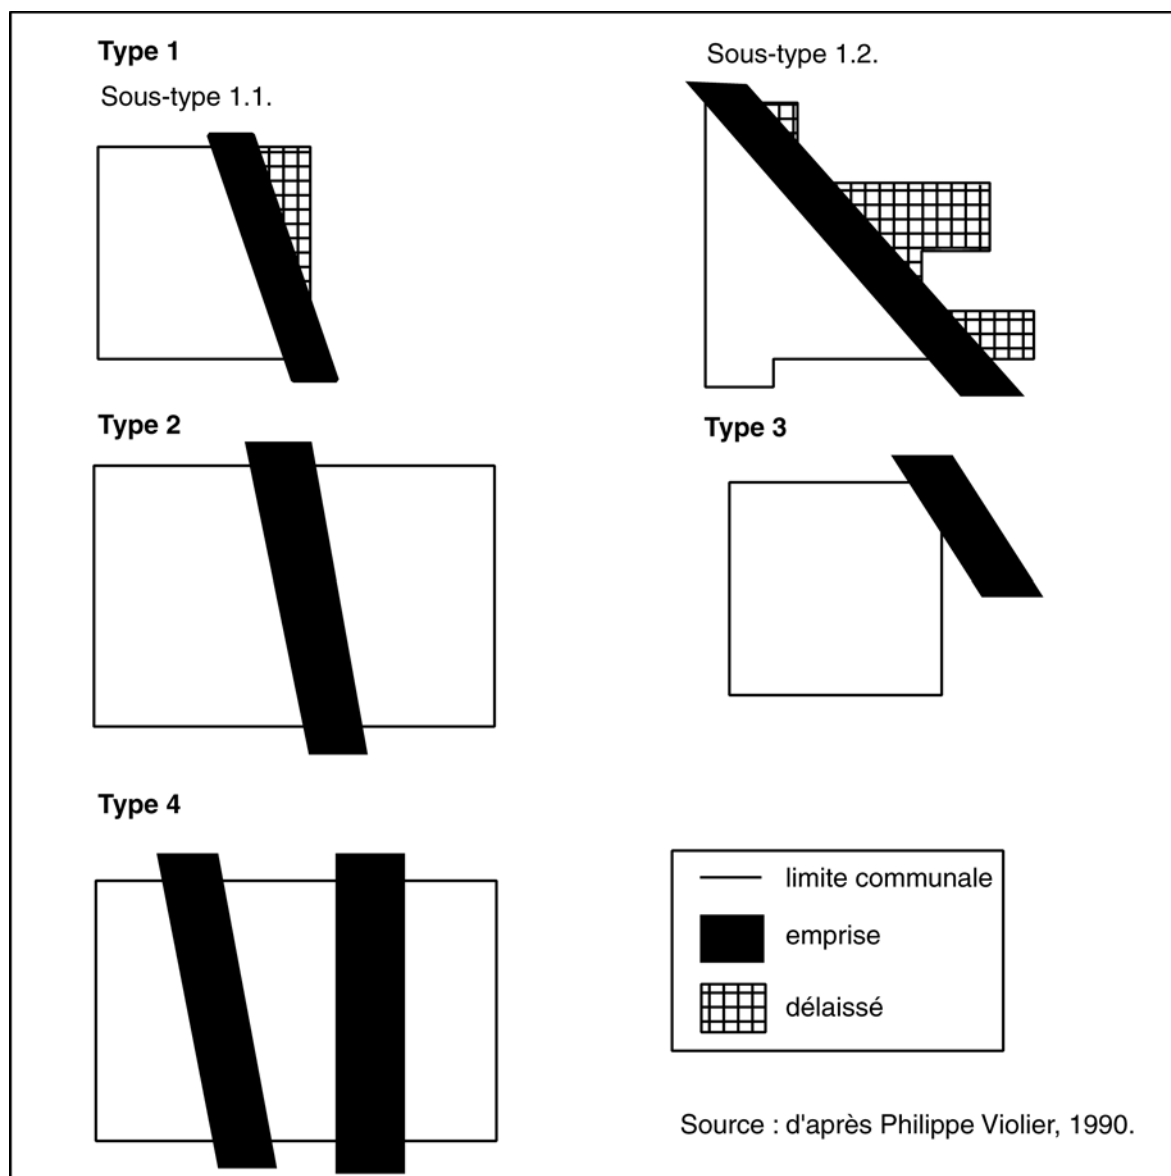 Type 1
Sous-type 1.1.
Sous-type 1.2.
Type 2
Type 3
Type 4
limite communale
emprise
délaissé
Source : d'après Philippe Violier, 1990.